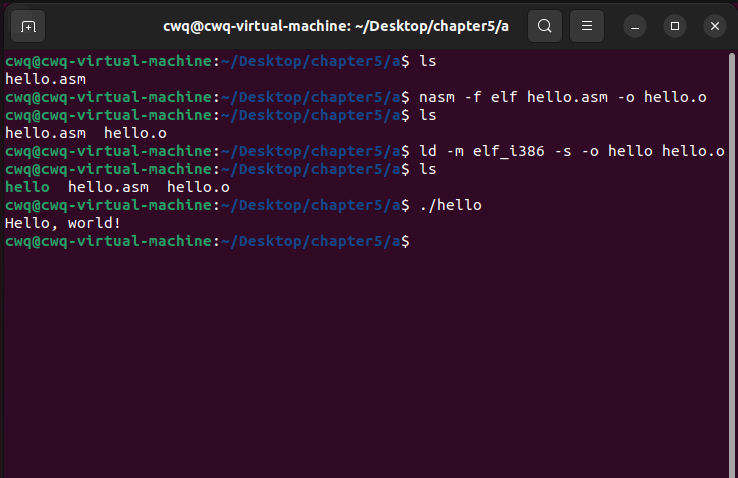 cwq@cwq-virtual-machine: ~/Desktop/chapter5/a
cwq@cwq-virtual-machine:~/Desktop/chapter5/a$ ls
hello.asm
cwq@cwq-virtual-machine:~/Desktop/chapter5/a$ nasm -f elf hello.asm -o hello.o
cwq@cwq-virtual-machine:~/Desktop/chapter5/a$ ls
hello.asm  hello.o
cwq@cwq-virtual-machine:~/Desktop/chapter5/a$ ld -m elf_i386 -s -o hello hello.o
cwq@cwq-virtual-machine:~/Desktop/chapter5/a$ ls
hello  hello.asm  hello.o
cwq@cwq-virtual-machine:~/Desktop/chapter5/a$ ./hello
Hello, world!
cwq@cwq-virtual-machine:~/Desktop/chapter5/a$